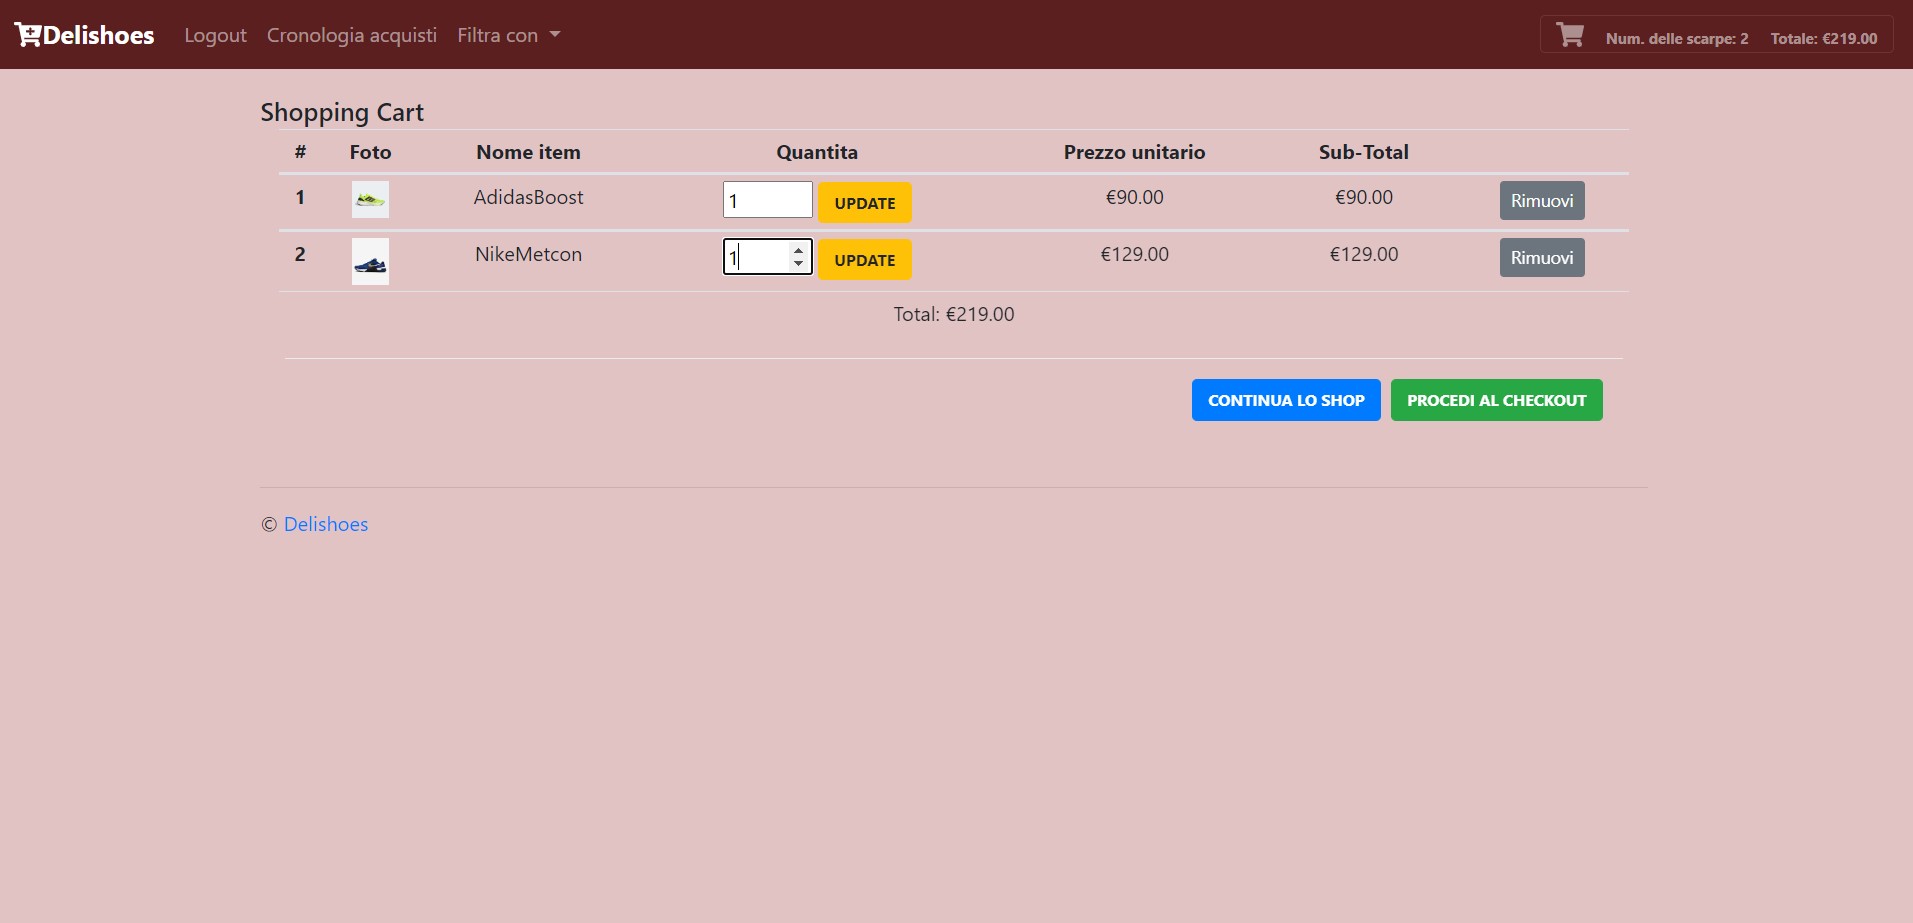 Delishoes Logout Cronologia acquisti Filtra con Num. delle scarpe: 2 Totale: €219.00
Shopping Cart
# Foto Nome item Quantita Prezzo unitario Sub-Total
1 AdidasBoost 1 UPDATE €90.00 €90.00 Rimuovi
2 NikeMetcon 1 UPDATE €129.00 €129.00 Rimuovi
Total: €219.00
CONTINUA LO SHOP PROCEDI AL CHECKOUT
© Delishoes